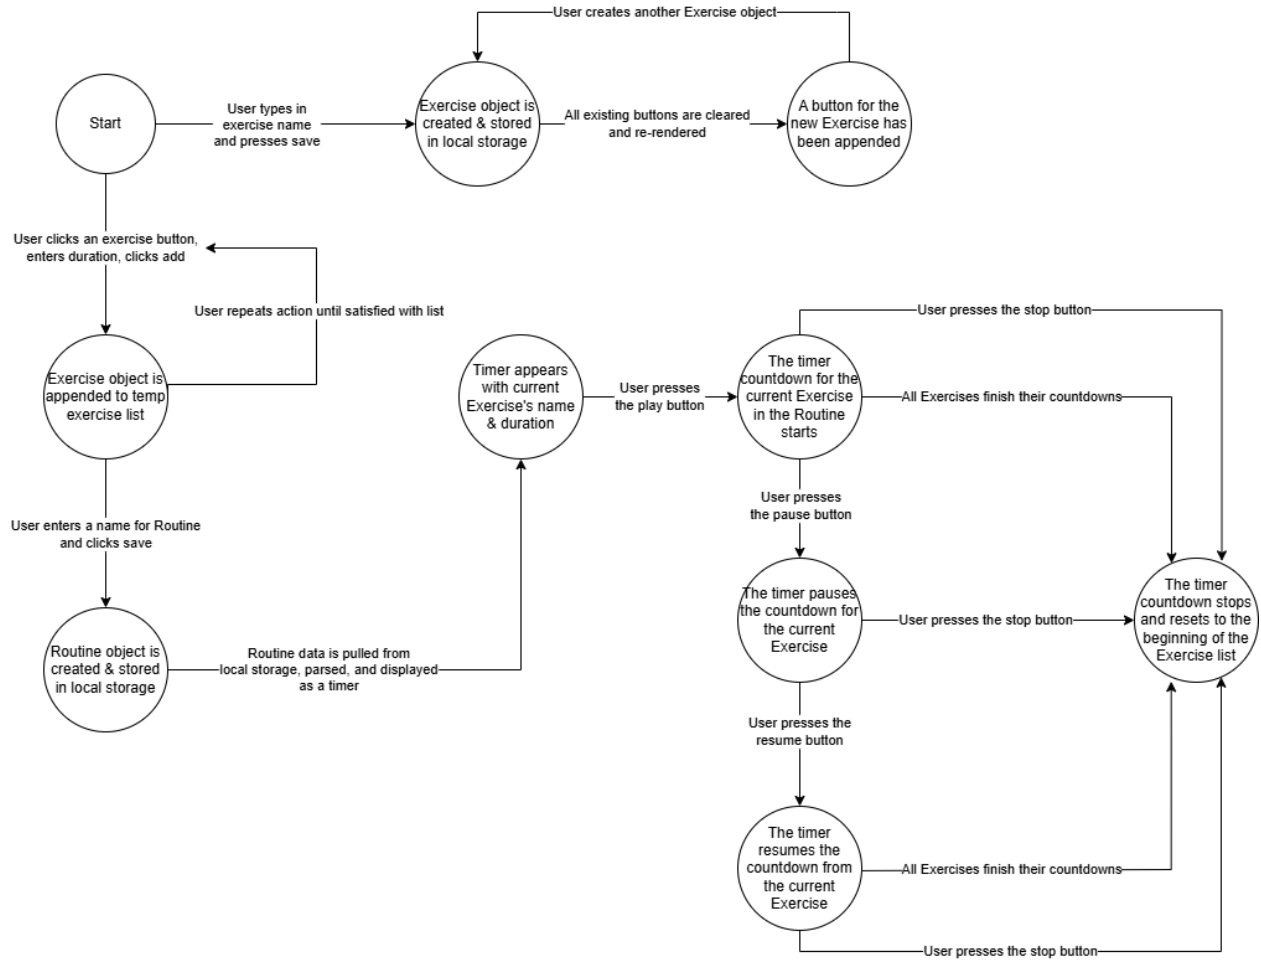 User creates another Exercise object
Start
User types in
exercise name
and presses save
Exercise object is
created & stored
in local storage
All existing buttons are cleared
and re-rendered
A button for the
new Exercise has
been appended
User clicks an exercise button,
enters duration, clicks add
User repeats action until satisfied with list
Exercise object is
appended to temp
exercise list
User enters a name for Routine
and clicks save
Routine object is
created & stored
in local storage
Routine data is pulled from
local storage, parsed, and displayed
as a timer
Timer appears
with current
Exercise's name
& duration
User presses
the play button
The timer
countdown for the
current Exercise
in the Routine
starts
User presses the stop button
All Exercises finish their countdowns
User presses
the pause button
The timer pauses
the countdown for
the current
Exercise
User presses the stop button
The timer
countdown stops
and resets to the
beginning of the
Exercise list
User presses the
resume button
The timer
resumes the
countdown from
the current
Exercise
All Exercises finish their countdowns
User presses the stop button